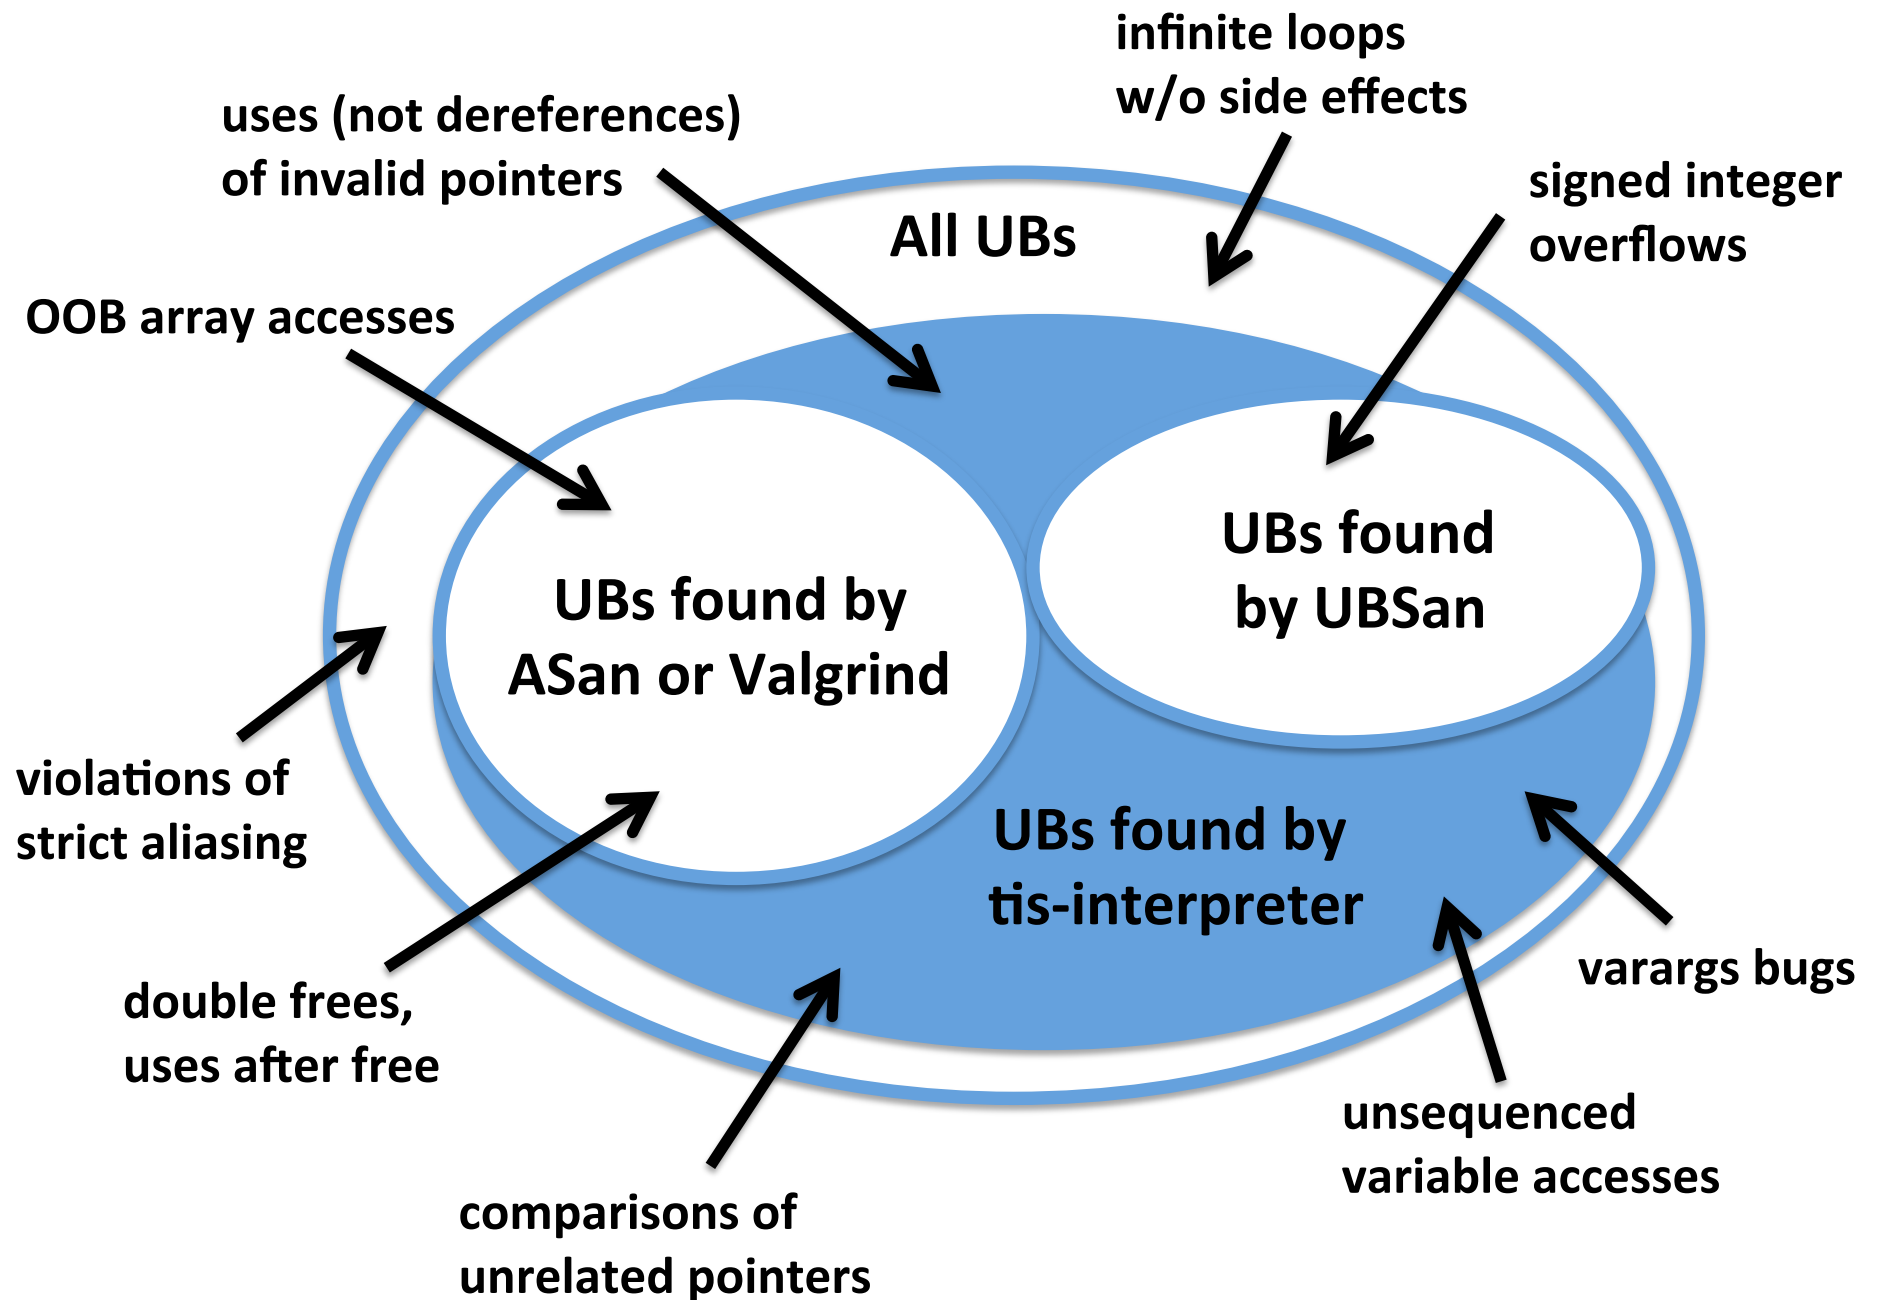 infinite loops
w/o side effects
uses (not dereferences)
of invalid pointers
signed integer
overflows
All UBs
OOB array accesses
UBs found
by UBSan
UBs found by
ASan or Valgrind
violations of
strict aliasing
UBs found by
tis-interpreter
varargs bugs
double frees,
uses after free
unsequenced
variable accesses
comparisons of
unrelated pointers